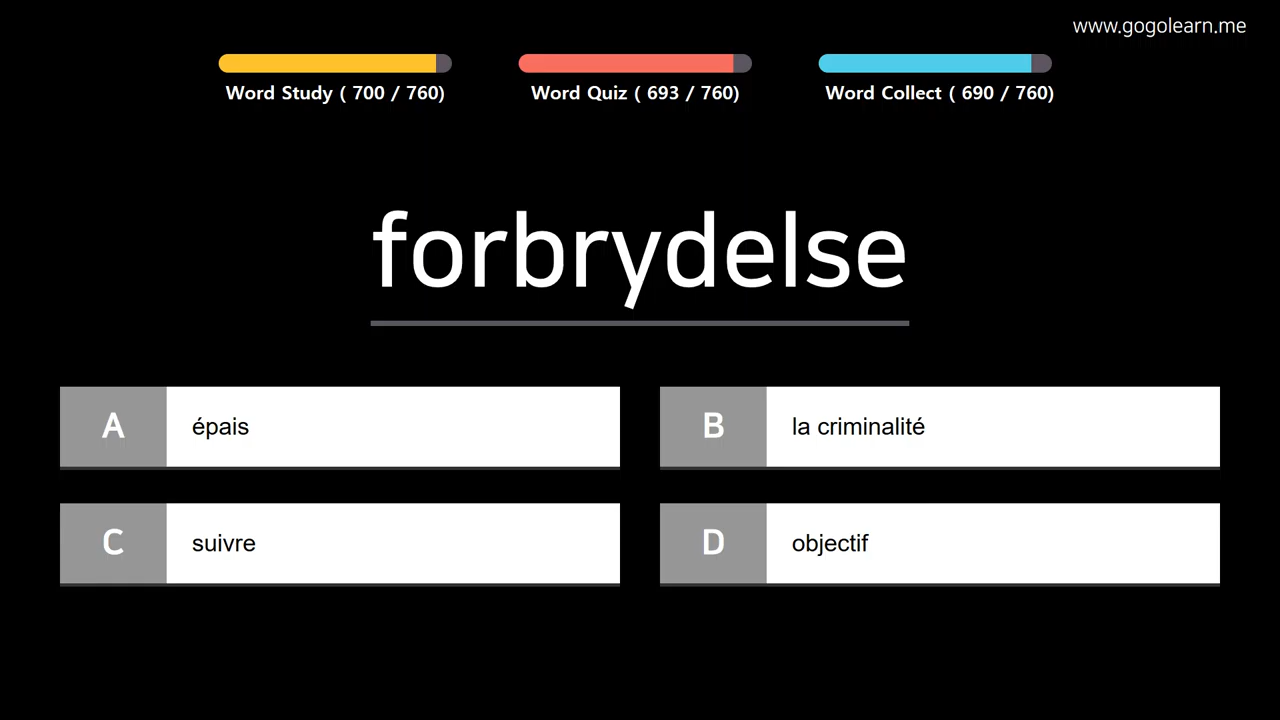 www.gogolearn.me
Word Study ( 700 / 760)
Word Quiz ( 693 / 760)
Word Collect ( 690 / 760)
forbrydelse
A épais
B la criminalité
C suivre
D objectif